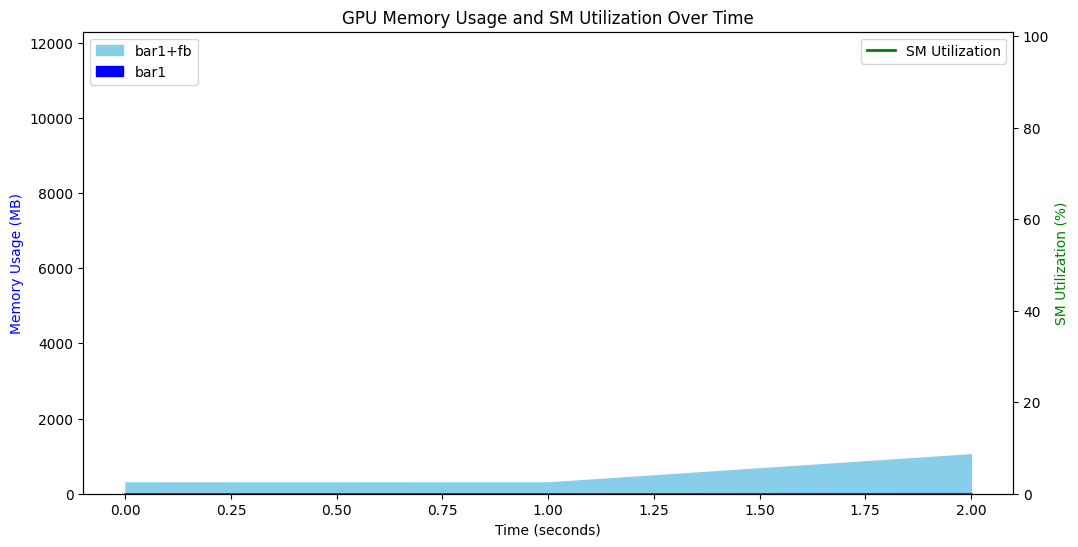 GPU Memory Usage and SM Utilization Over Time
bar1+fb
bar1
SM Utilization
12000
10000
8000
6000
4000
2000
0
Memory Usage (MB)
100
80
60
40
20
0
SM Utilization (%)
0.00 0.25 0.50 0.75 1.00 1.25 1.50 1.75 2.00
Time (seconds)